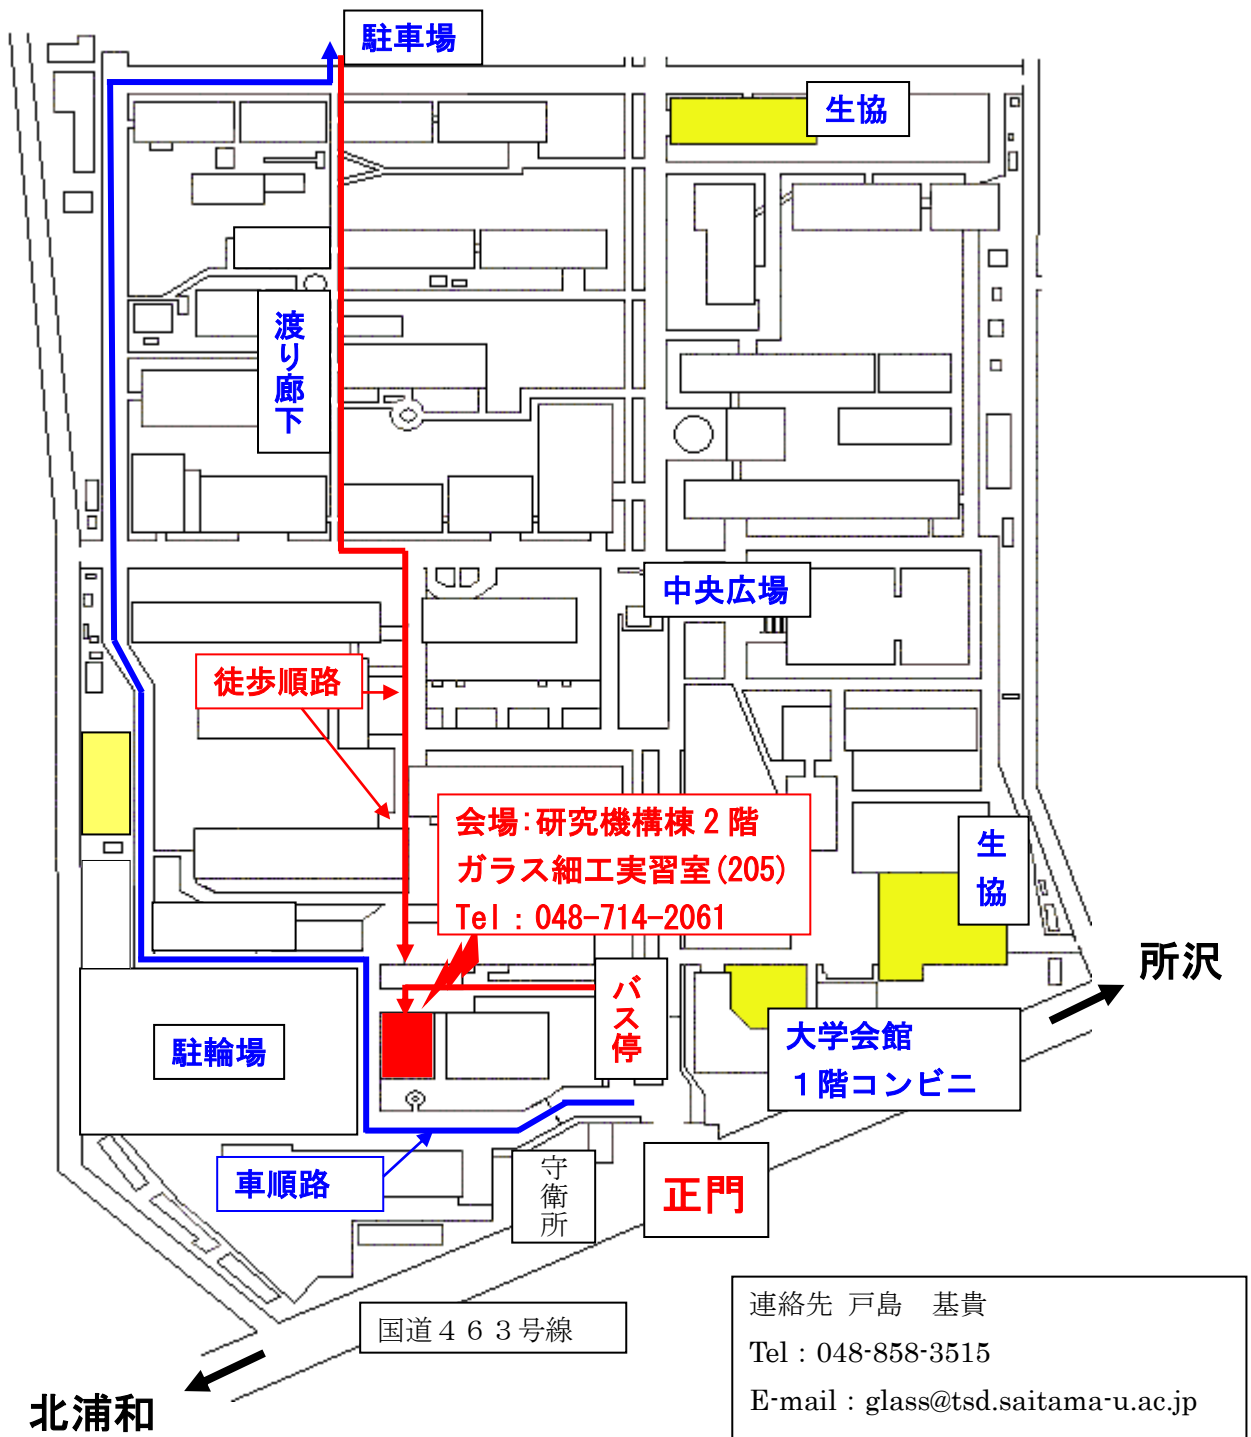 駐車場
生協
渡り廊下
中央広場
徒歩順路
会場:研究機構棟2階
ガラス細工実習室(205)
Tel：048-714-2061
生協
所沢
バス停
駐輪場
大学会館
1階コンビニ
車順路
守衛所
正門
国道４６３号線
北浦和
連絡先 戸島　基貴
Tel：048-858-3515
E-mail：glass@tsd.saitama-u.ac.jp